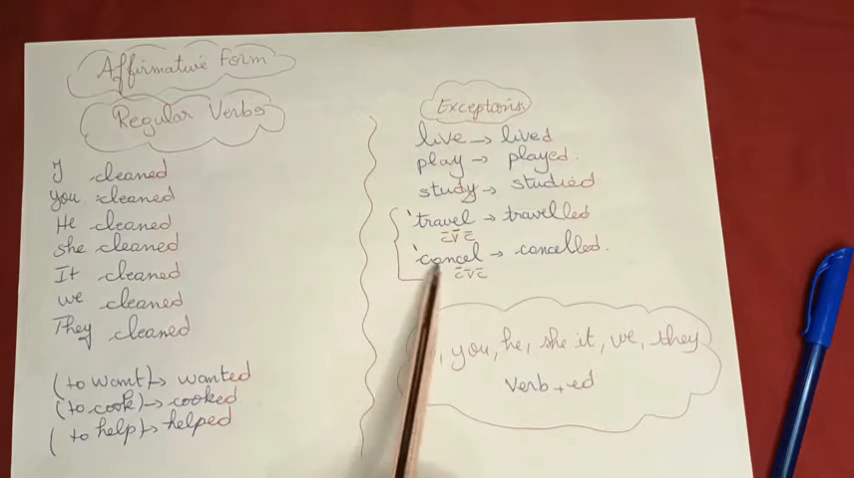 Affirmative Form
Regular Verbs
I cleaned
you cleaned
He cleaned
she cleaned
It cleaned
we cleaned
They cleaned
(to want) → wanted
(to cook) → cooked
(to help) → helped
Exceptions
live → lived
play → played.
study → studied
'travel → travelled
c v c
'cancel → cancelled.
c v c
, you, he, she it, we, they
Verb + ed